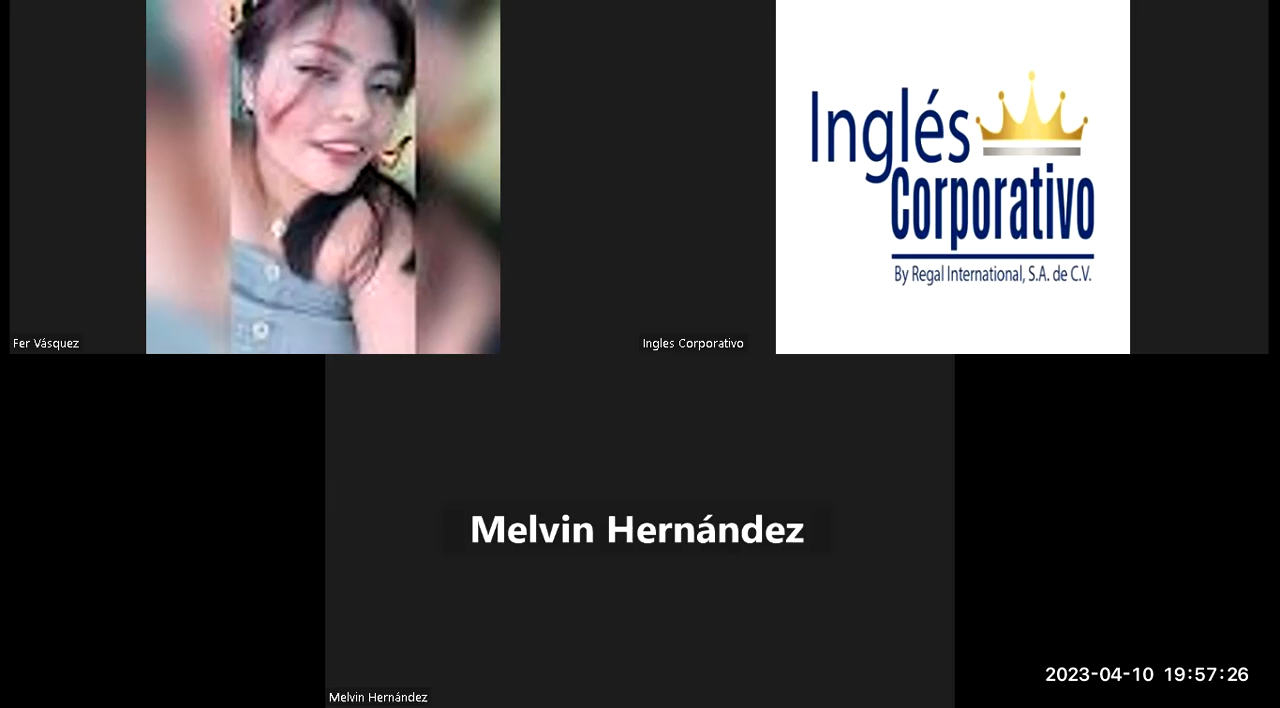 Fer Vásquez
Ingles Corporativo
Inglés
Corporativo
By Regal International, S.A. de C.V.
Melvin Hernández
Melvin Hernández
2023-04-10 19:57:26